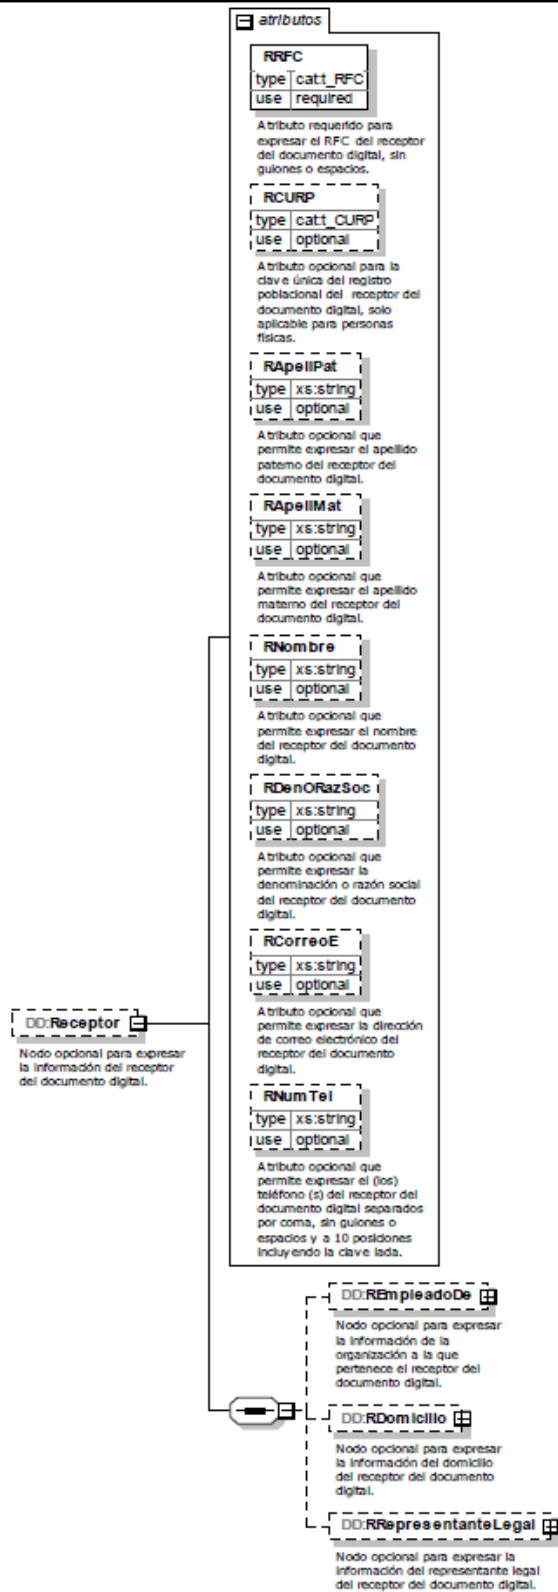 atributos
RRFC
type catt_RFC
use required
Atributo requerido para
expresar el RFC del receptor
del documento digital, sin
guiones o espacios.
RCURP
type catt_CURP
use optional
Atributo opcional para la
clave única del registro
poblacional del receptor del
documento digital, solo
aplicable para personas
físicas.
RApellPat
type xs:string
use optional
Atributo opcional que
permite expresar el apellido
paterno del receptor del
documento digital.
RApellMat
type xs:string
use optional
Atributo opcional que
permite expresar el apellido
materno del receptor del
documento digital.
RNombre
type xs:string
use optional
Atributo opcional que
permite expresar el nombre
del receptor del documento
digital.
RDenORazSoc
type xs:string
use optional
Atributo opcional que
permite expresar la
denominación o razón social
del receptor del documento
digital.
RCorreoE
type xs:string
use optional
Atributo opcional que
permite expresar la dirección
de correo electrónico del
receptor del documento
digital.
RNumTel
type xs:string
use optional
Atributo opcional que
permite expresar el (los)
teléfono (s) del receptor del
documento digital separados
por coma, sin guiones o
espacios y a 10 posiciones
incluyendo la clave lada.
DD:Receptor
Nodo opcional para expresar
la información del receptor
del documento digital.
DD:REmpleadoDe
Nodo opcional para expresar
la información de la
organización a la que
pertenece el receptor del
documento digital.
DD:RDomicilio
Nodo opcional para expresar
la información del domicilio
del receptor del documento
digital.
DD:RRepresentanteLegal
Nodo opcional para expresar la
información del representante legal
del receptor del documento digital.